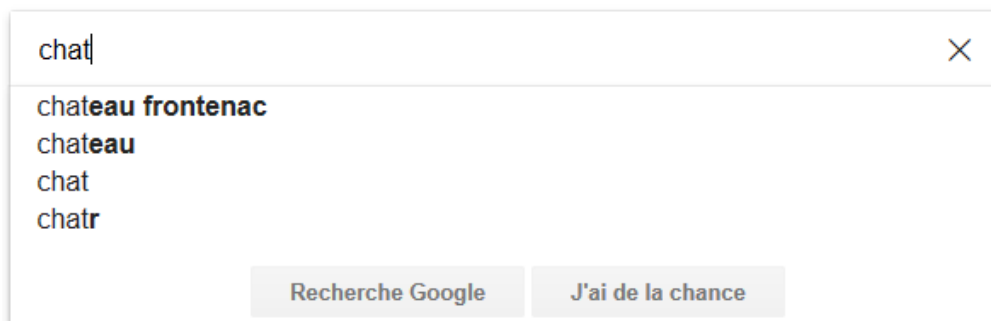 chat
chateau frontenac
chateau
chat
chatr
Recherche Google J'ai de la chance